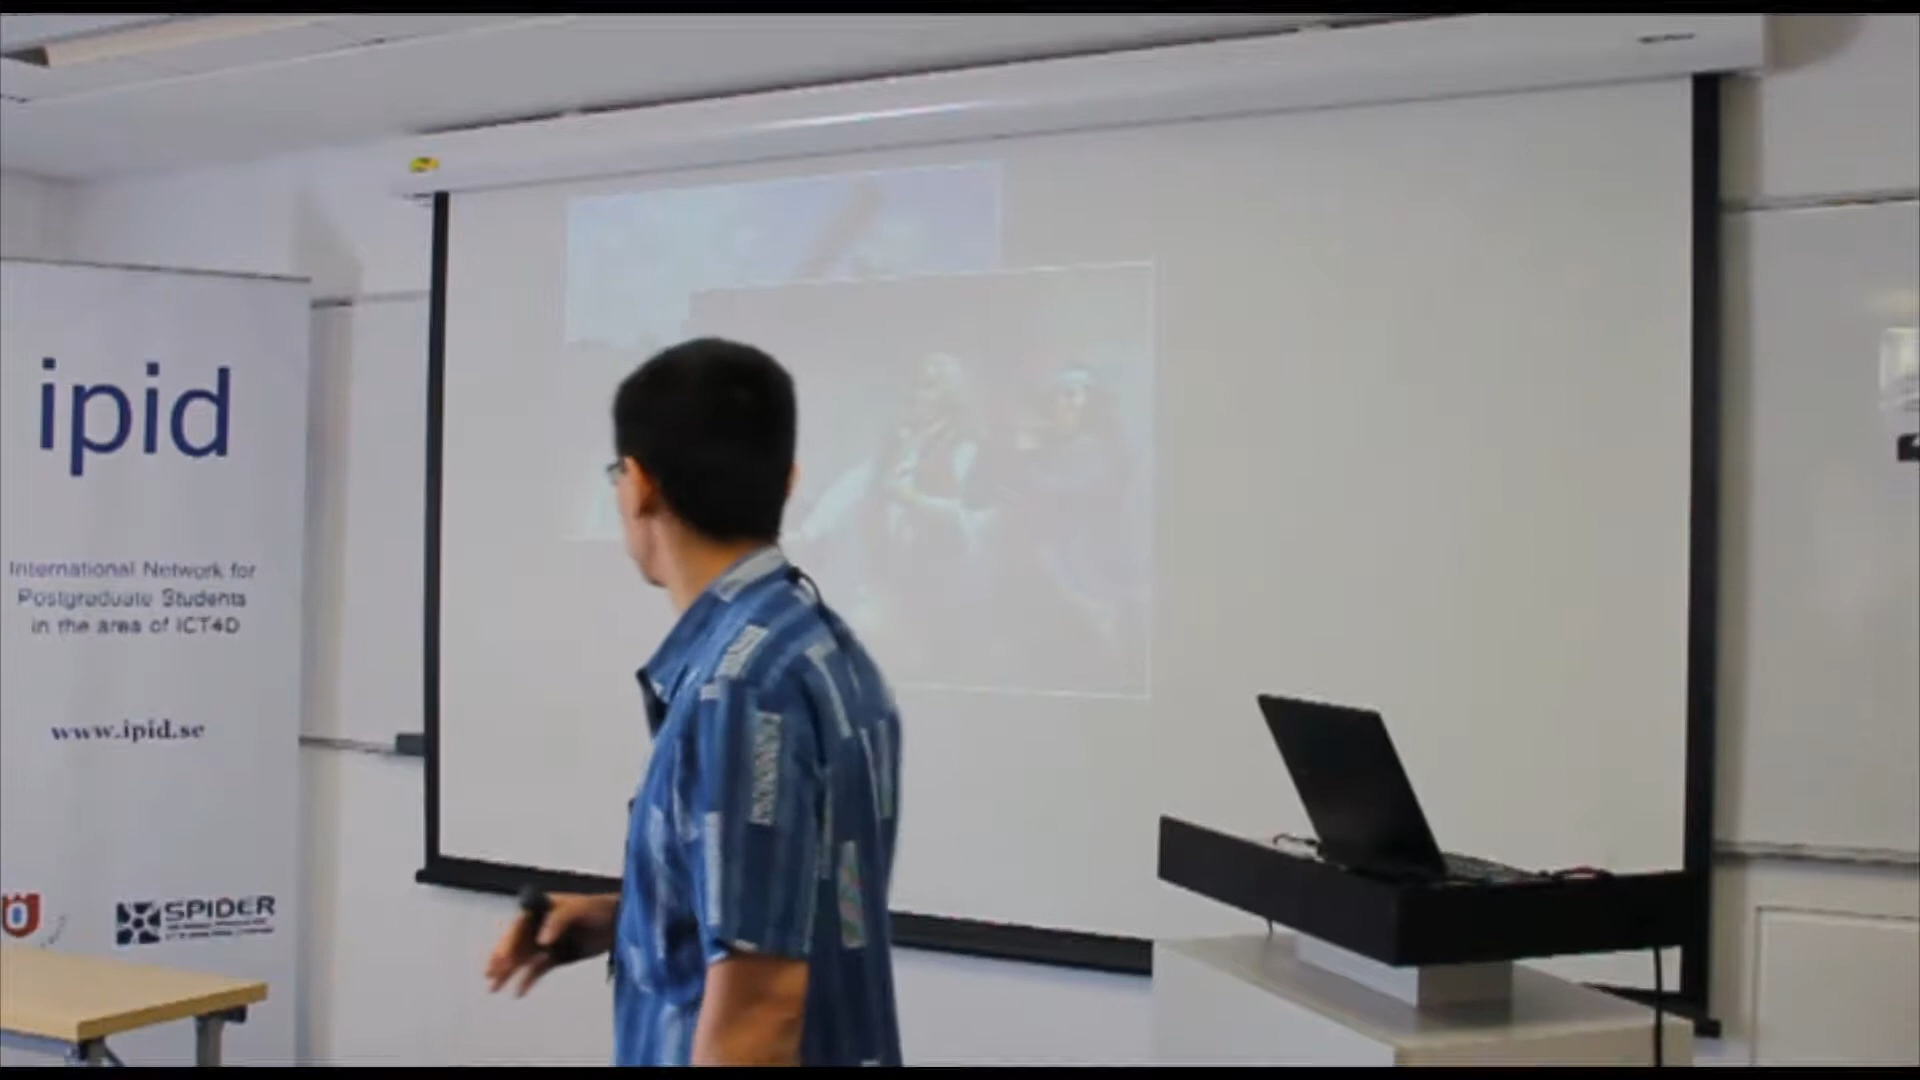 ipid
International Network for
Postgraduate Students
in the area of ICT4D
www.ipid.se
SPIDER